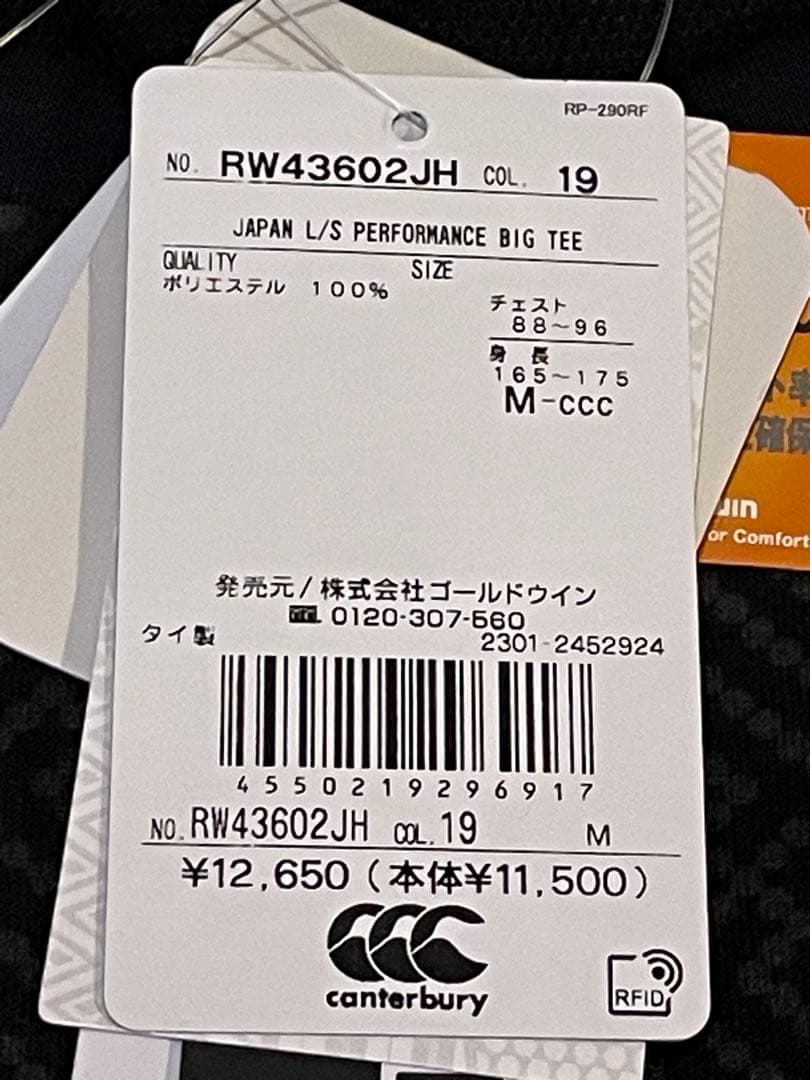 RP-290RF
NO. RW43602JH COL. 19
JAPAN L/S PERFORMANCE BIG TEE
QUALITY SIZE
ポリエステル 100%
チェスト
88~96
身 長
165~175
M-ccc
発売元/株式会社ゴールドウイン
0120-307-560
タイ製 2301-2452924
4550219296917
NO. RW43602JH COL. 19 M
¥12,650(本体¥11,500)
canterbury
RFID
確保
or Comfort